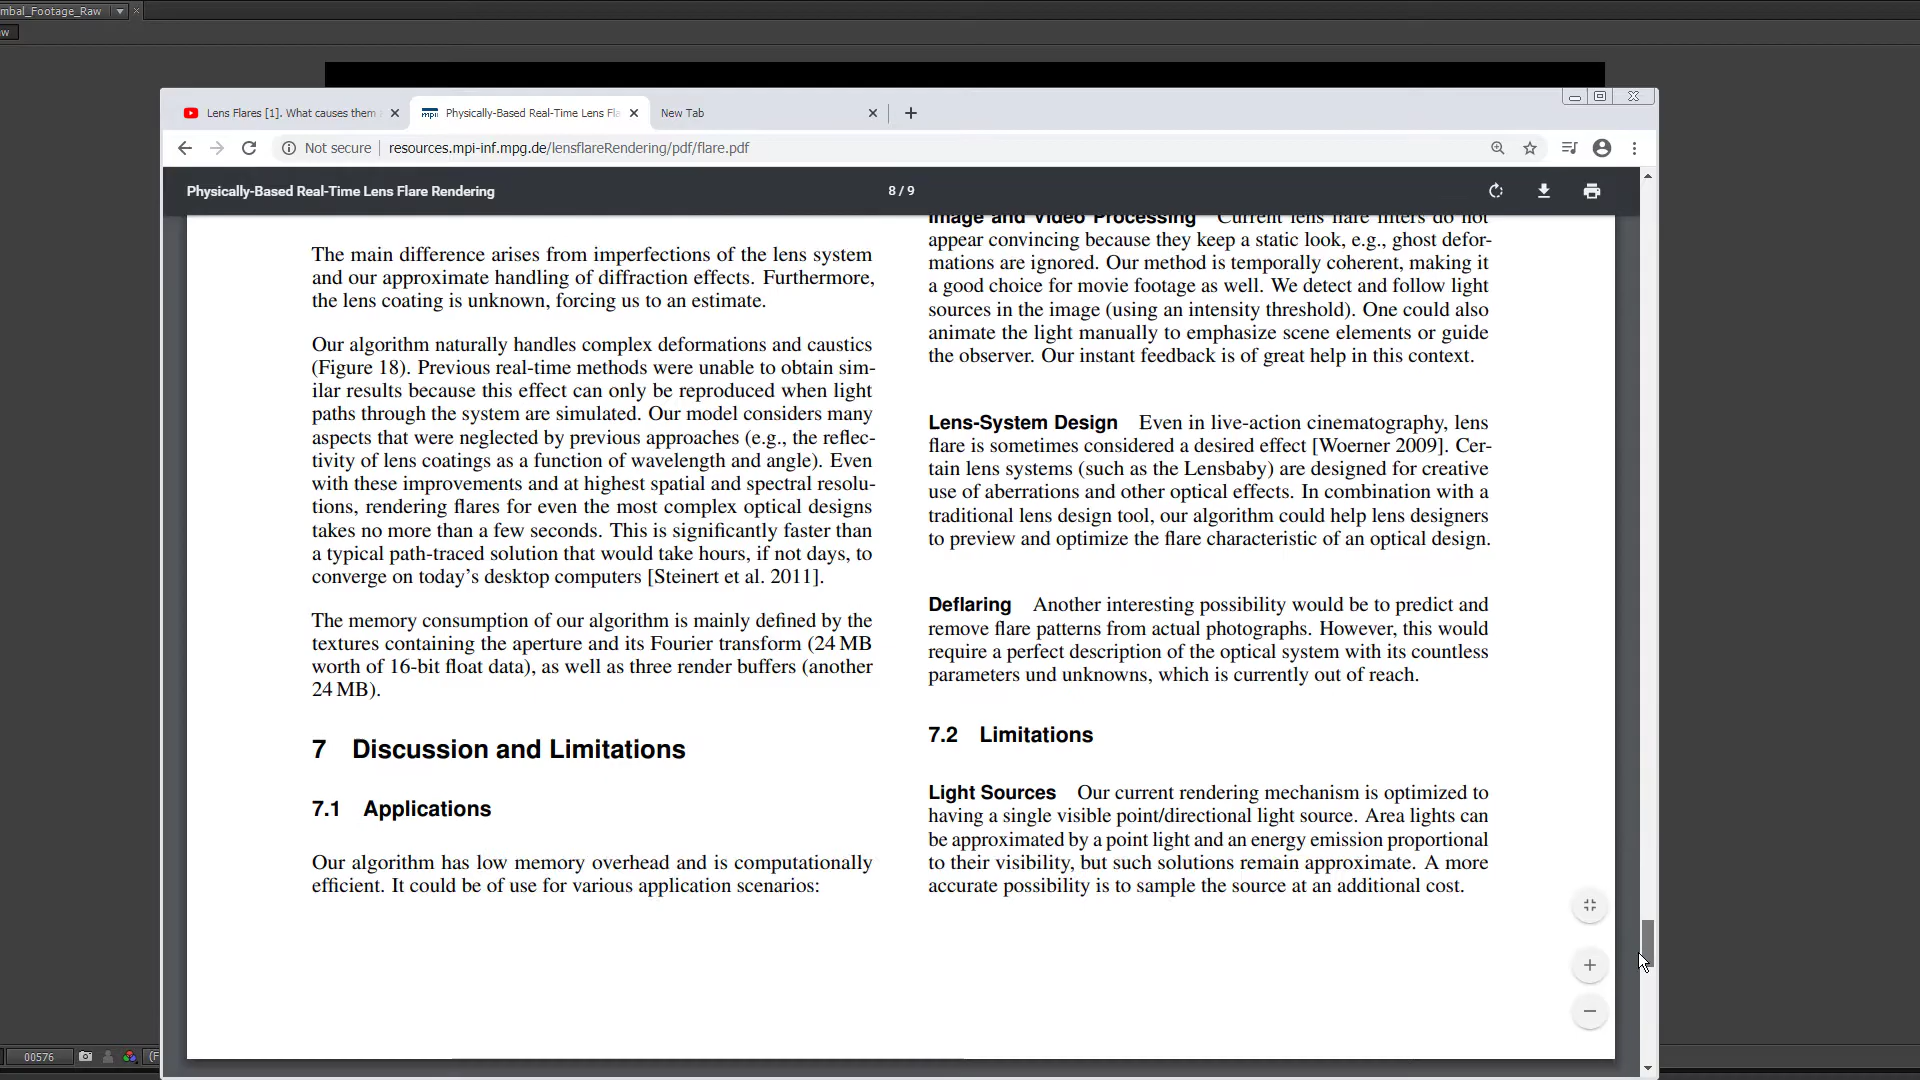 mbal_Footage_Raw
Lens Flares [1]. What causes them
Physically-Based Real-Time Lens Fla
New Tab
Not secure
resources.mpi-inf.mpg.de/lensflareRendering/pdf/flare.pdf
Physically-Based Real-Time Lens Flare Rendering
8 / 9
The main difference arises from imperfections of the lens system
and our approximate handling of diffraction effects. Furthermore,
the lens coating is unknown, forcing us to an estimate.
Our algorithm naturally handles complex deformations and caustics
(Figure 18). Previous real-time methods were unable to obtain sim-
ilar results because this effect can only be reproduced when light
paths through the system are simulated. Our model considers many
aspects that were neglected by previous approaches (e.g., the reflec-
tivity of lens coatings as a function of wavelength and angle). Even
with these improvements and at highest spatial and spectral resolu-
tions, rendering flares for even the most complex optical designs
takes no more than a few seconds. This is significantly faster than
a typical path-traced solution that would take hours, if not days, to
converge on today's desktop computers [Steinert et al. 2011].
The memory consumption of our algorithm is mainly defined by the
textures containing the aperture and its Fourier transform (24 MB
worth of 16-bit float data), as well as three render buffers (another
24 MB).
7 Discussion and Limitations
7.1 Applications
Our algorithm has low memory overhead and is computationally
efficient. It could be of use for various application scenarios:
Image and Video Processing Current lens flare filters do not
appear convincing because they keep a static look, e.g., ghost defor-
mations are ignored. Our method is temporally coherent, making it
a good choice for movie footage as well. We detect and follow light
sources in the image (using an intensity threshold). One could also
animate the light manually to emphasize scene elements or guide
the observer. Our instant feedback is of great help in this context.
Lens-System Design Even in live-action cinematography, lens
flare is sometimes considered a desired effect [Woerner 2009]. Cer-
tain lens systems (such as the Lensbaby) are designed for creative
use of aberrations and other optical effects. In combination with a
traditional lens design tool, our algorithm could help lens designers
to preview and optimize the flare characteristic of an optical design.
Deflaring Another interesting possibility would be to predict and
remove flare patterns from actual photographs. However, this would
require a perfect description of the optical system with its countless
parameters und unknowns, which is currently out of reach.
7.2 Limitations
Light Sources Our current rendering mechanism is optimized to
having a single visible point/directional light source. Area lights can
be approximated by a point light and an energy emission proportional
to their visibility, but such solutions remain approximate. A more
accurate possibility is to sample the source at an additional cost.
00576